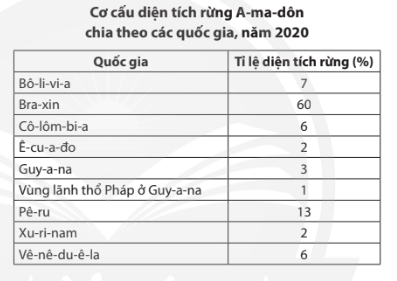 Cơ cấu diện tích rừng A-ma-dôn
chia theo các quốc gia, năm 2020
Quốc gia Tỉ lệ diện tích rừng (%)
Bô-li-vi-a 7
Bra-xin 60
Cô-lôm-bi-a 6
Ê-cu-a-đo 2
Guy-a-na 3
Vùng lãnh thổ Pháp ở Guy-a-na 1
Pê-ru 13
Xu-ri-nam 2
Vê-nê-du-ê-la 6